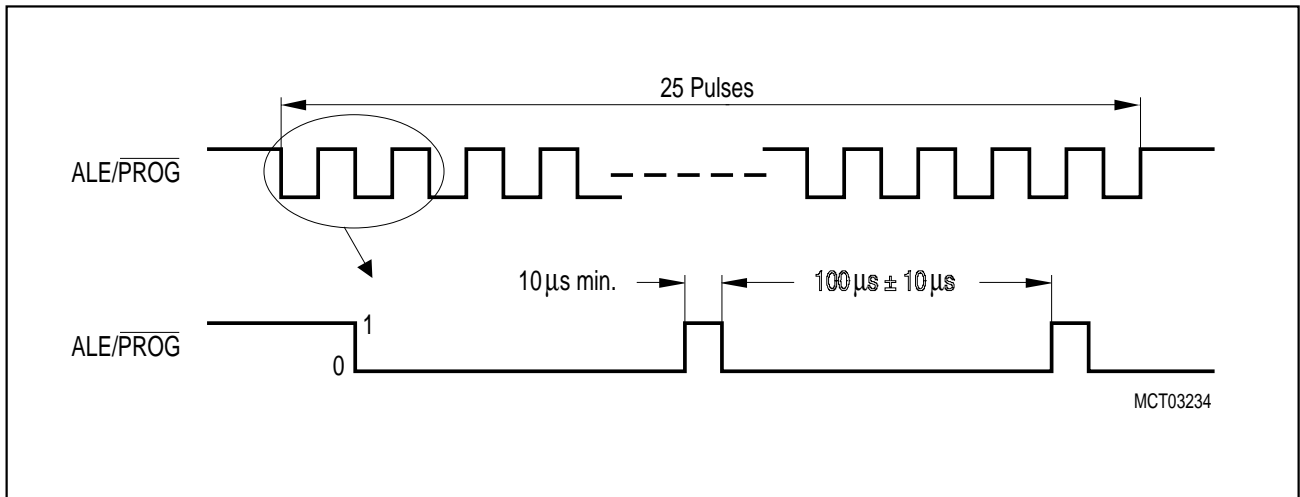 25 Pulses
ALE/PROG
10 µs min.
100 µs ± 10 µs
ALE/PROG
1
0
MCT03234